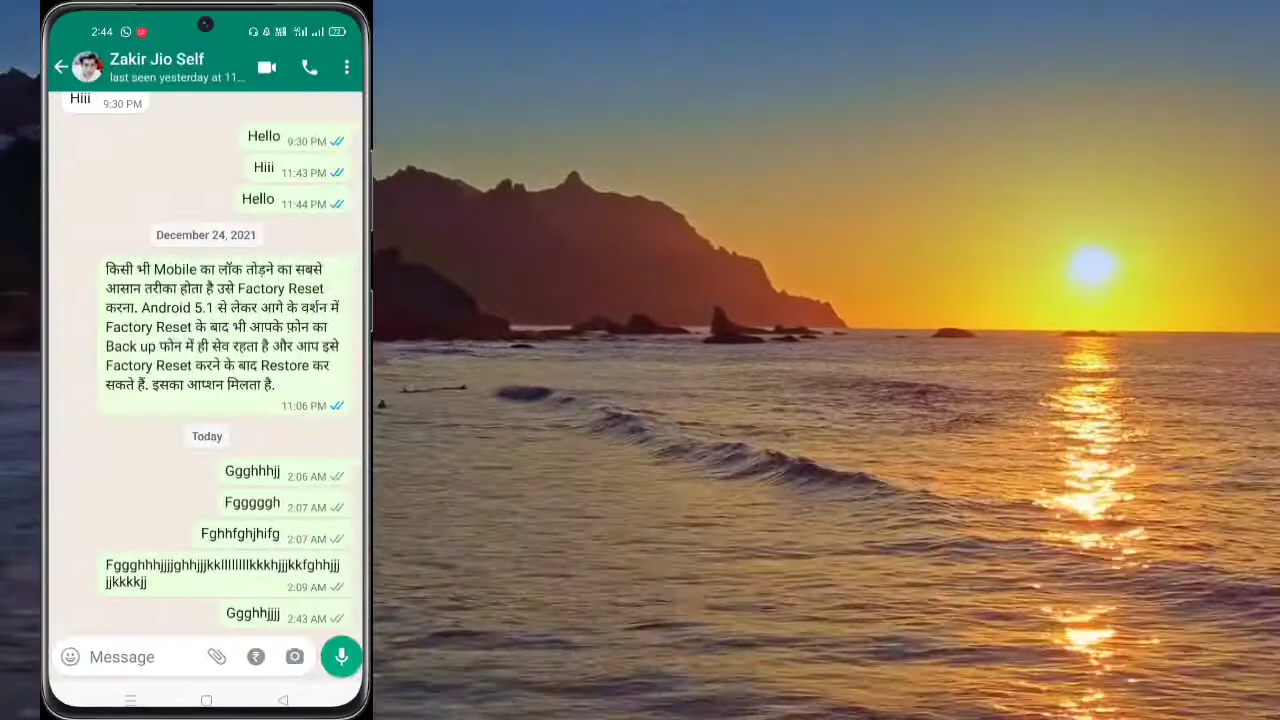 2:44
Zakir Jio Self
last seen yesterday at 11...
Hiii 9:30 PM
Hello 9:30 PM
Hiii 11:43 PM
Hello 11:44 PM
December 24, 2021
किसी भी Mobile का लॉक तोड़ने का सबसे
आसान तरीका होता है उसे Factory Reset
करना. Android 5.1 से लेकर आगे के वर्शन में
Factory Reset के बाद भी आपके फ़ोन का
Back up फोन में ही सेव रहता है और आप इसे
Factory Reset करने के बाद Restore कर
सकते हैं. इसका आप्शन मिलता है.
11:06 PM
Today
Ggghhhjj 2:06 AM
Fgggggh 2:07 AM
Fghhfghjhifg 2:07 AM
Fggghhhjjjjghhjjjkklllllllllkkkhjjjkkfghhjjj
jjkkkkjj 2:09 AM
Ggghhjjjj 2:43 AM
Message